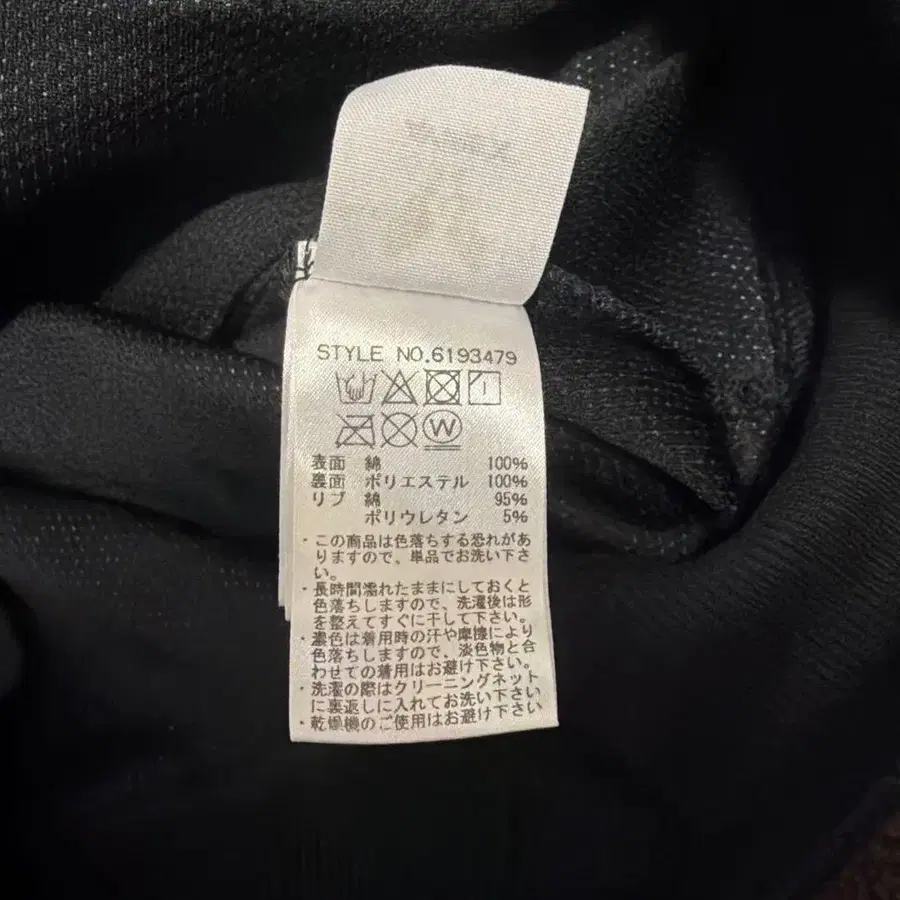 STYLE NO.6193479
W
表面 綿 100%
裏面 ポリエステル 100%
リブ 綿 95%
ポリウレタン 5%
・この商品は色落ちする恐れがあ
りますので、単品でお洗い下さ
い。
・長時間濡れたままにしておくと
色落ちしますので、洗濯後は形
を整えてすぐに干して下さい。
・濃色は着用時の汗や摩擦により
色落ちしますので、淡色物と合
わせての着用はお避け下さい。
・洗濯の際はクリーニングネット
に裏返しに入れてお洗い下さい
・乾燥機のご使用はお避け下さい